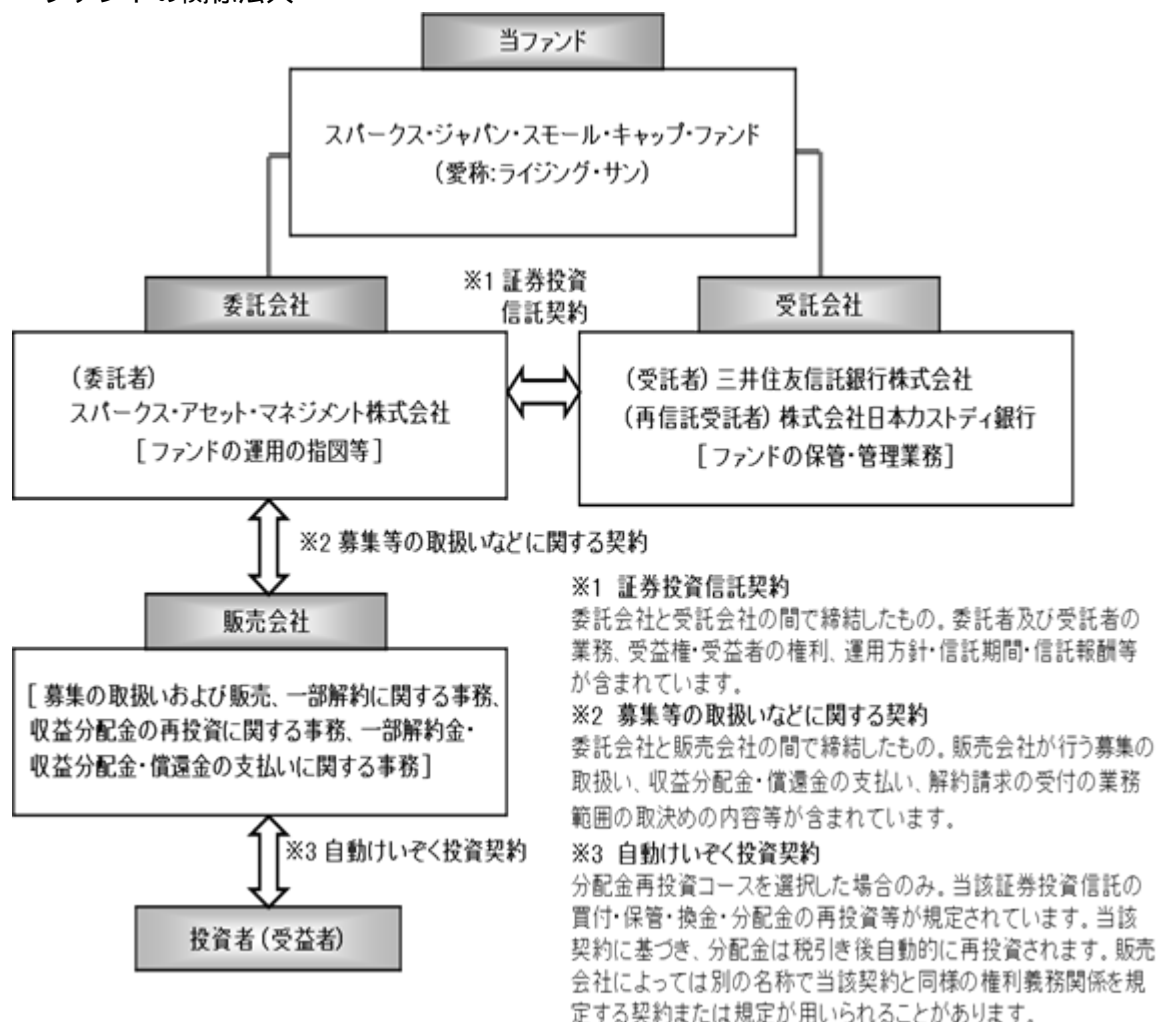 ファンドの関係法人
当ファンド
スパークス・ジャパン・スモール・キャップ・ファンド
(愛称:ライジング・サン)
※1 証券投資
信託契約
委託会社
(委託者)
スパークス・アセット・マネジメント株式会社
[ファンドの運用の指図等]
受託会社
(受託者) 三井住友信託銀行株式会社
(再信託受託者) 株式会社日本カストディ銀行
[ファンドの保管・管理業務]
※2 募集等の取扱いなどに関する契約
販売会社
[募集の取扱いおよび販売、一部解約に関する事務、
収益分配金の再投資に関する事務、一部解約金・
収益分配金・償還金の支払いに関する事務]
※3 自動けいぞく投資契約
投資者(受益者)
※1 証券投資信託契約
委託会社と受託会社の間で締結したもの。委託者及び受託者の
業務、受益権・受益者の権利、運用方針・信託期間・信託報酬等
が含まれています。
※2 募集等の取扱いなどに関する契約
委託会社と販売会社の間で締結したもの。販売会社が行う募集の
取扱い、収益分配金・償還金の支払い、解約請求の受付の業務
範囲の取決めの内容等が含まれています。
※3 自動けいぞく投資契約
分配金再投資コースを選択した場合のみ。当該証券投資信託の
買付・保管・換金・分配金の再投資等が規定されています。当該
契約に基づき、分配金は税引き後自動的に再投資されます。販売
会社によっては別の名称で当該契約と同様の権利義務関係を規
定する契約または規定が用いられることがあります。